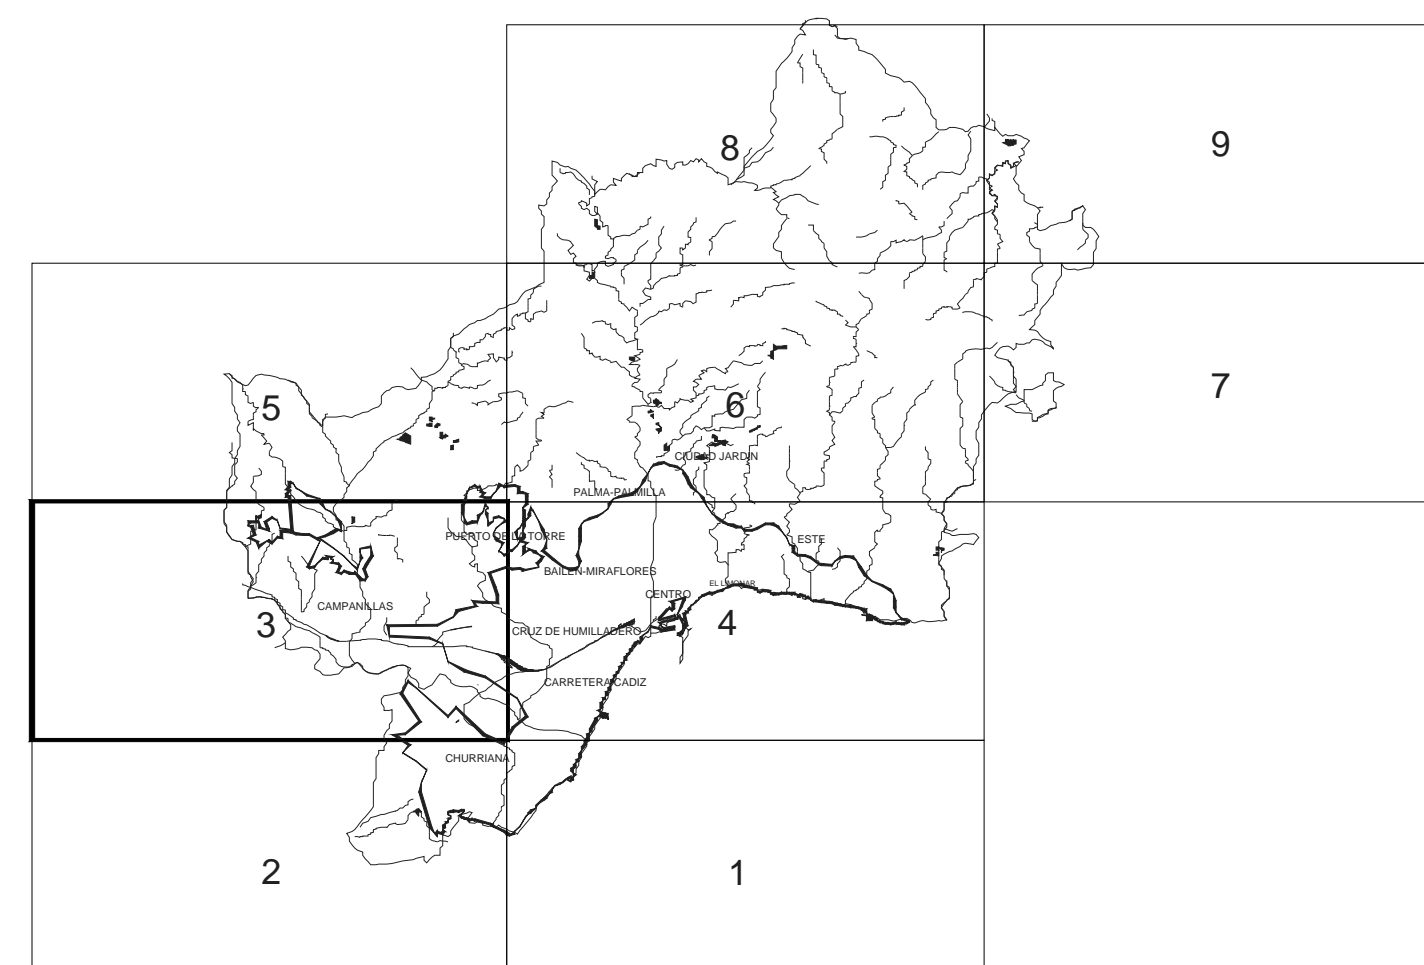 8
9
5
6
7
CIUDAD JARDIN
PALMA-PALMILLA
PUERTO DE LA TORRE
ESTE
BAILEN-MIRAFLORES
EL LIMONAR
CENTRO
CAMPANILLAS
3
CRUZ DE HUMILLADERO
4
CARRETERA CADIZ
CHURRIANA
2
1